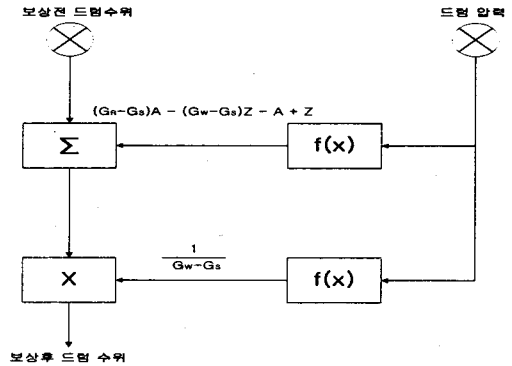 보상전 드럼수위
드럼 압력
(GR-Gs)A - (Gw-Gs)Z - A + Z
Σ
f(x)
1
Gw-Gs
X
f(x)
보상후 드럼 수위